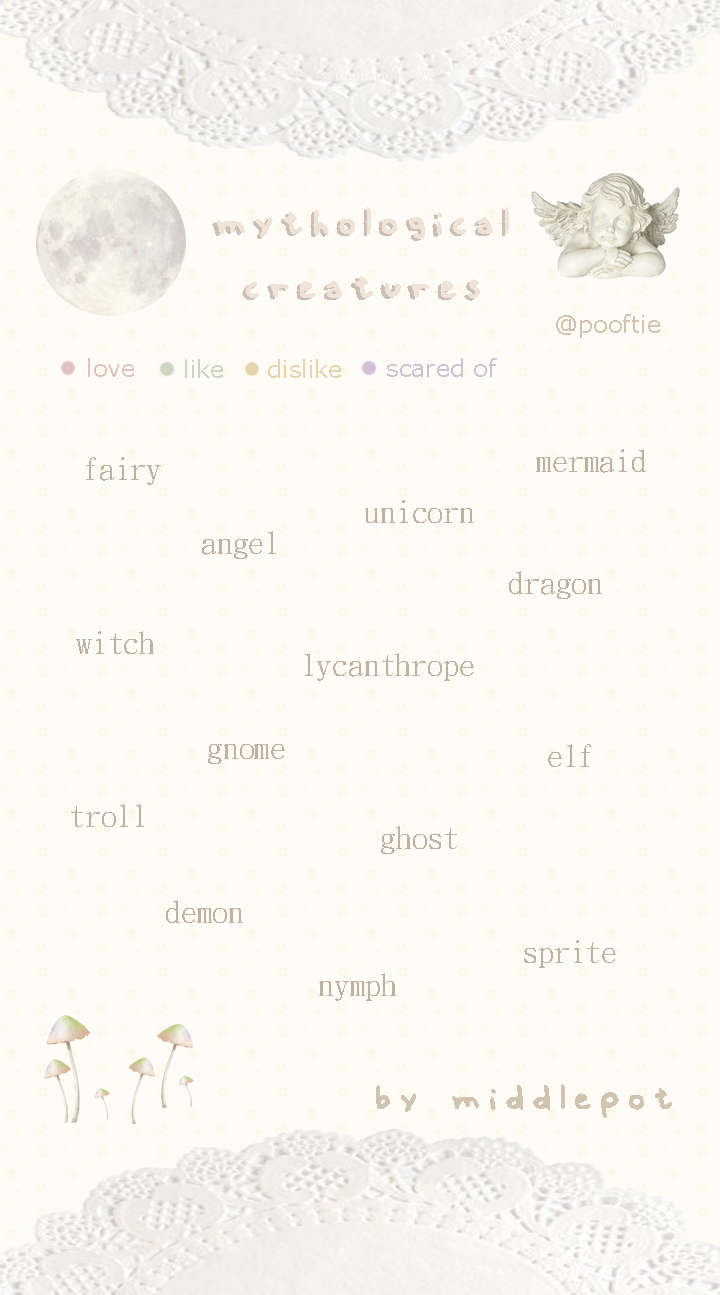 mythological
creatures
@pooftie
love like dislike scared of
fairy
mermaid
unicorn
angel
dragon
witch
lycanthrope
gnome
elf
troll
ghost
demon
sprite
nymph
by middlepot